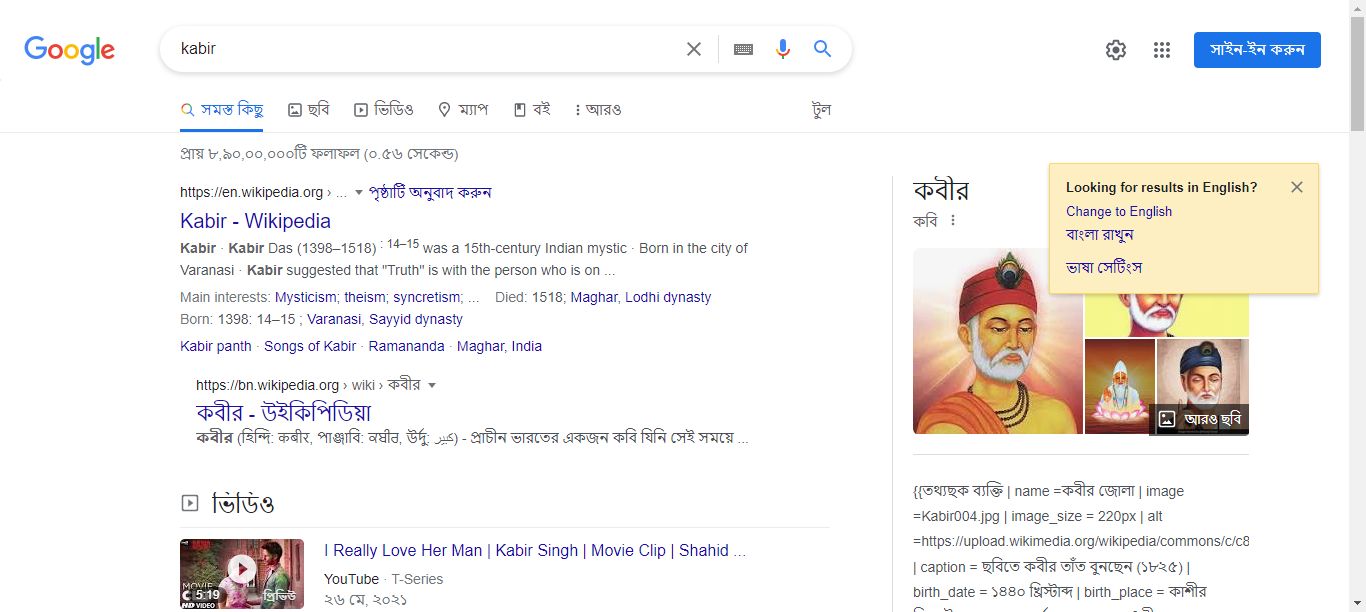 Google
kabir
সাইন-ইন করুন
সমস্ত কিছু ছবি ভিডিও ম্যাপ বই আরও টুল
প্রায় ৮,৯০,০০,০০০টি ফলাফল (০.৫৬ সেকেন্ড)
https://en.wikipedia.org › ... পৃষ্ঠাটি অনুবাদ করুন
Kabir - Wikipedia
Kabir · Kabir Das (1398–1518) : 14–15 was a 15th-century Indian mystic · Born in the city of
Varanasi · Kabir suggested that "Truth" is with the person who is on ...
Main interests: Mysticism; theism; syncretism; ... Died: 1518; Maghar, Lodhi dynasty
Born: 1398: 14–15 ; Varanasi, Sayyid dynasty
Kabir panth · Songs of Kabir · Ramananda · Maghar, India
https://bn.wikipedia.org › wiki › কবীর
কবীর - উইকিপিডিয়া
কবীর (হিন্দি: कबीर, পাঞ্জাবি: ਕਬੀਰ, উর্দু: کبیر) - প্রাচীন ভারতের একজন কবি যিনি সেই সময়ে ...
ভিডিও
I Really Love Her Man | Kabir Singh | Movie Clip | Shahid ...
YouTube · T-Series
২৬ মে, ২০২১
MOVIE
5:19
প্রিভিউ
HD VIDEO
কবীর
কবি
Looking for results in English?
Change to English
বাংলা রাখুন
ভাষা সেটিংস
আরও ছবি
{{তথ্যছক ব্যক্তি | name =কবীর জোলা | image
=Kabir004.jpg | image_size = 220px | alt
=https://upload.wikimedia.org/wikipedia/commons/c/c8
| caption = ছবিতে কবীর তাঁত বুনছেন (১৮২৫) |
birth_date = ১৪৪০ খ্রিস্টাব্দ | birth_place = কাশীর